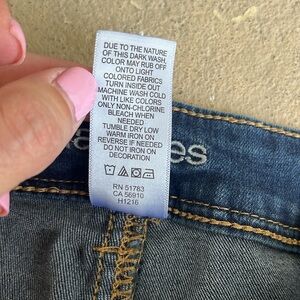 DUE TO THE NATURE
OF THIS DARK WASH,
COLOR MAY RUB OFF
ONTO LIGHT
COLORED FABRICS
TURN INSIDE OUT
MACHINE WASH COLD
WITH LIKE COLORS
ONLY NON-CHLORINE
BLEACH WHEN
NEEDED
TUMBLE DRY LOW
WARM IRON ON
REVERSE IF NEEDED
DO NOT IRON ON
DECORATION
RN 51783
CA 56910
H1216
es